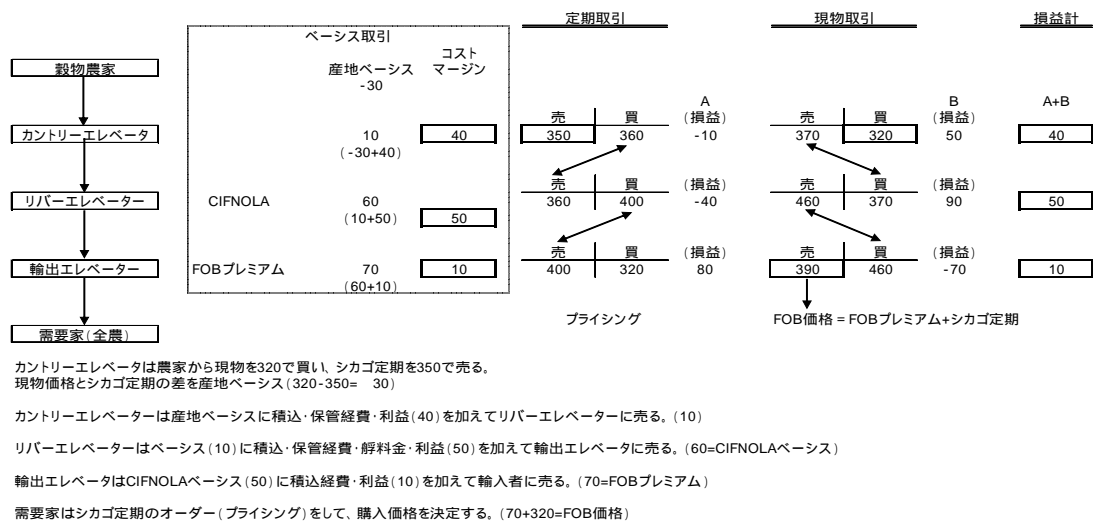 定期取引 現物取引 損益計
ベーシス取引
コスト
産地ベーシス マージン
穀物農家
-30
A B A+B
売 買 (損益) 売 買 (損益)
カントリーエレベータ 10 40 350 360 -10 370 320 50 40
(-30+40)
売 買 (損益) 売 買 (損益)
リバーエレベーター CIFNOLA 60 360 400 -40 460 370 90 50
(10+50) 50
売 買 (損益) 売 買 (損益)
輸出エレベーター FOBプレミアム 70 10 400 320 80 390 460 -70 10
(60+10)
プライシング FOB価格=FOBプレミアム+シカゴ定期
需要家(全農)
カントリーエレベータは農家から現物を320で買い、シカゴ定期を350で売る。
現物価格とシカゴ定期の差を産地ベーシス(320-350= 30)
カントリーエレベーターは産地ベーシスに積込・保管経費・利益(40)を加えてリバーエレベーターに売る。(10)
リバーエレベーターはベーシス(10)に積込・保管経費・艀料金・利益(50)を加えて輸出エレベータに売る。(60=CIFNOLAベーシス)
輸出エレベータはCIFNOLAベーシス(50)に積込経費・利益(10)を加えて輸入者に売る。(70=FOBプレミアム)
需要家はシカゴ定期のオーダー(プライシング)をして、購入価格を決定する。(70+320=FOB価格)